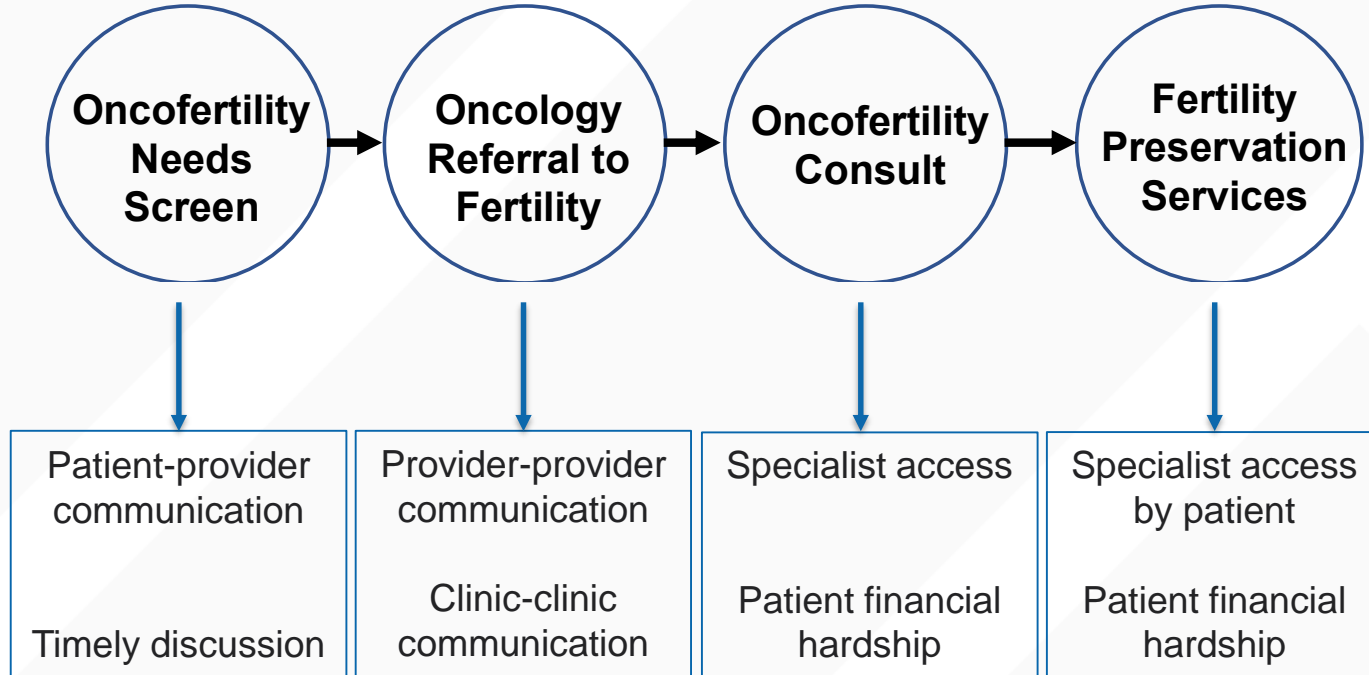 Oncofertility
Needs
Screen
Oncology
Referral to
Fertility
Oncofertility
Consult
Fertility
Preservation
Services
Patient-provider
communication
Timely discussion
Provider-provider
communication
Clinic-clinic
communication
Specialist access
Patient financial
hardship
Specialist access
by patient
Patient financial
hardship